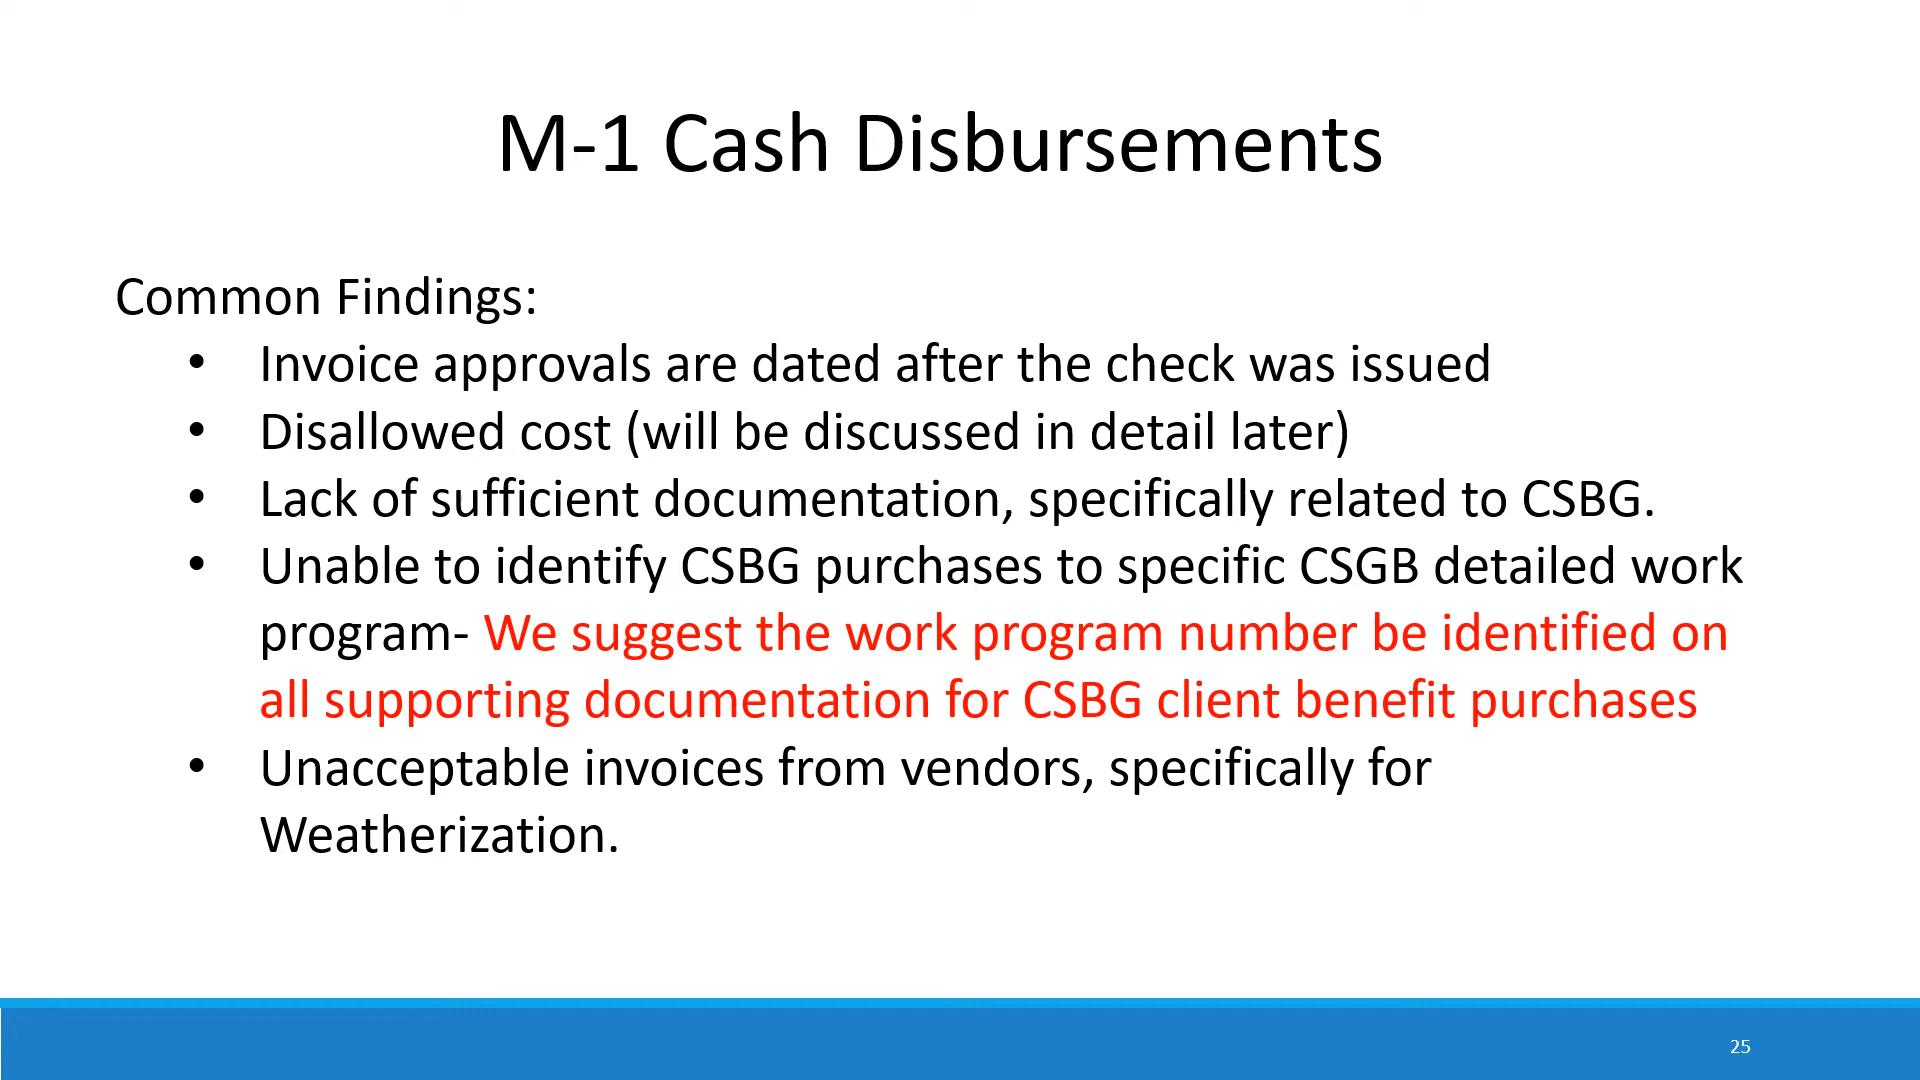 M-1 Cash Disbursements
Common Findings:
• Invoice approvals are dated after the check was issued
• Disallowed cost (will be discussed in detail later)
• Lack of sufficient documentation, specifically related to CSBG.
• Unable to identify CSBG purchases to specific CSGB detailed work
program- We suggest the work program number be identified on
all supporting documentation for CSBG client benefit purchases
• Unacceptable invoices from vendors, specifically for
Weatherization.
25